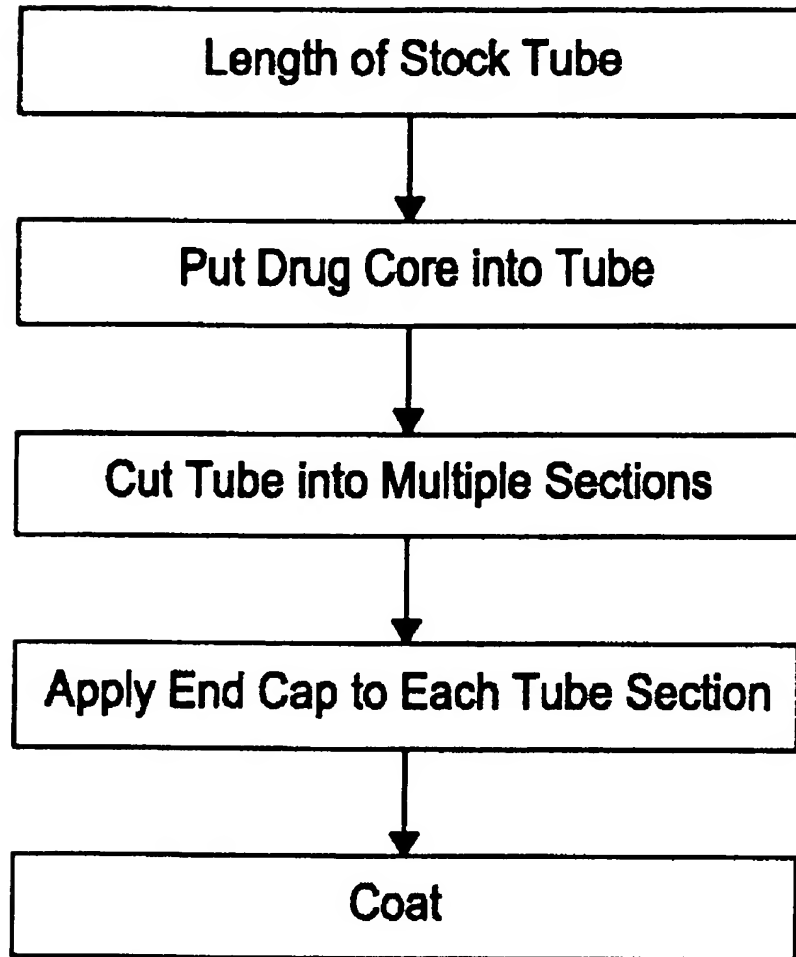 Length of Stock Tube
Put Drug Core into Tube
Cut Tube into Multiple Sections
Apply End Cap to Each Tube Section
Coat